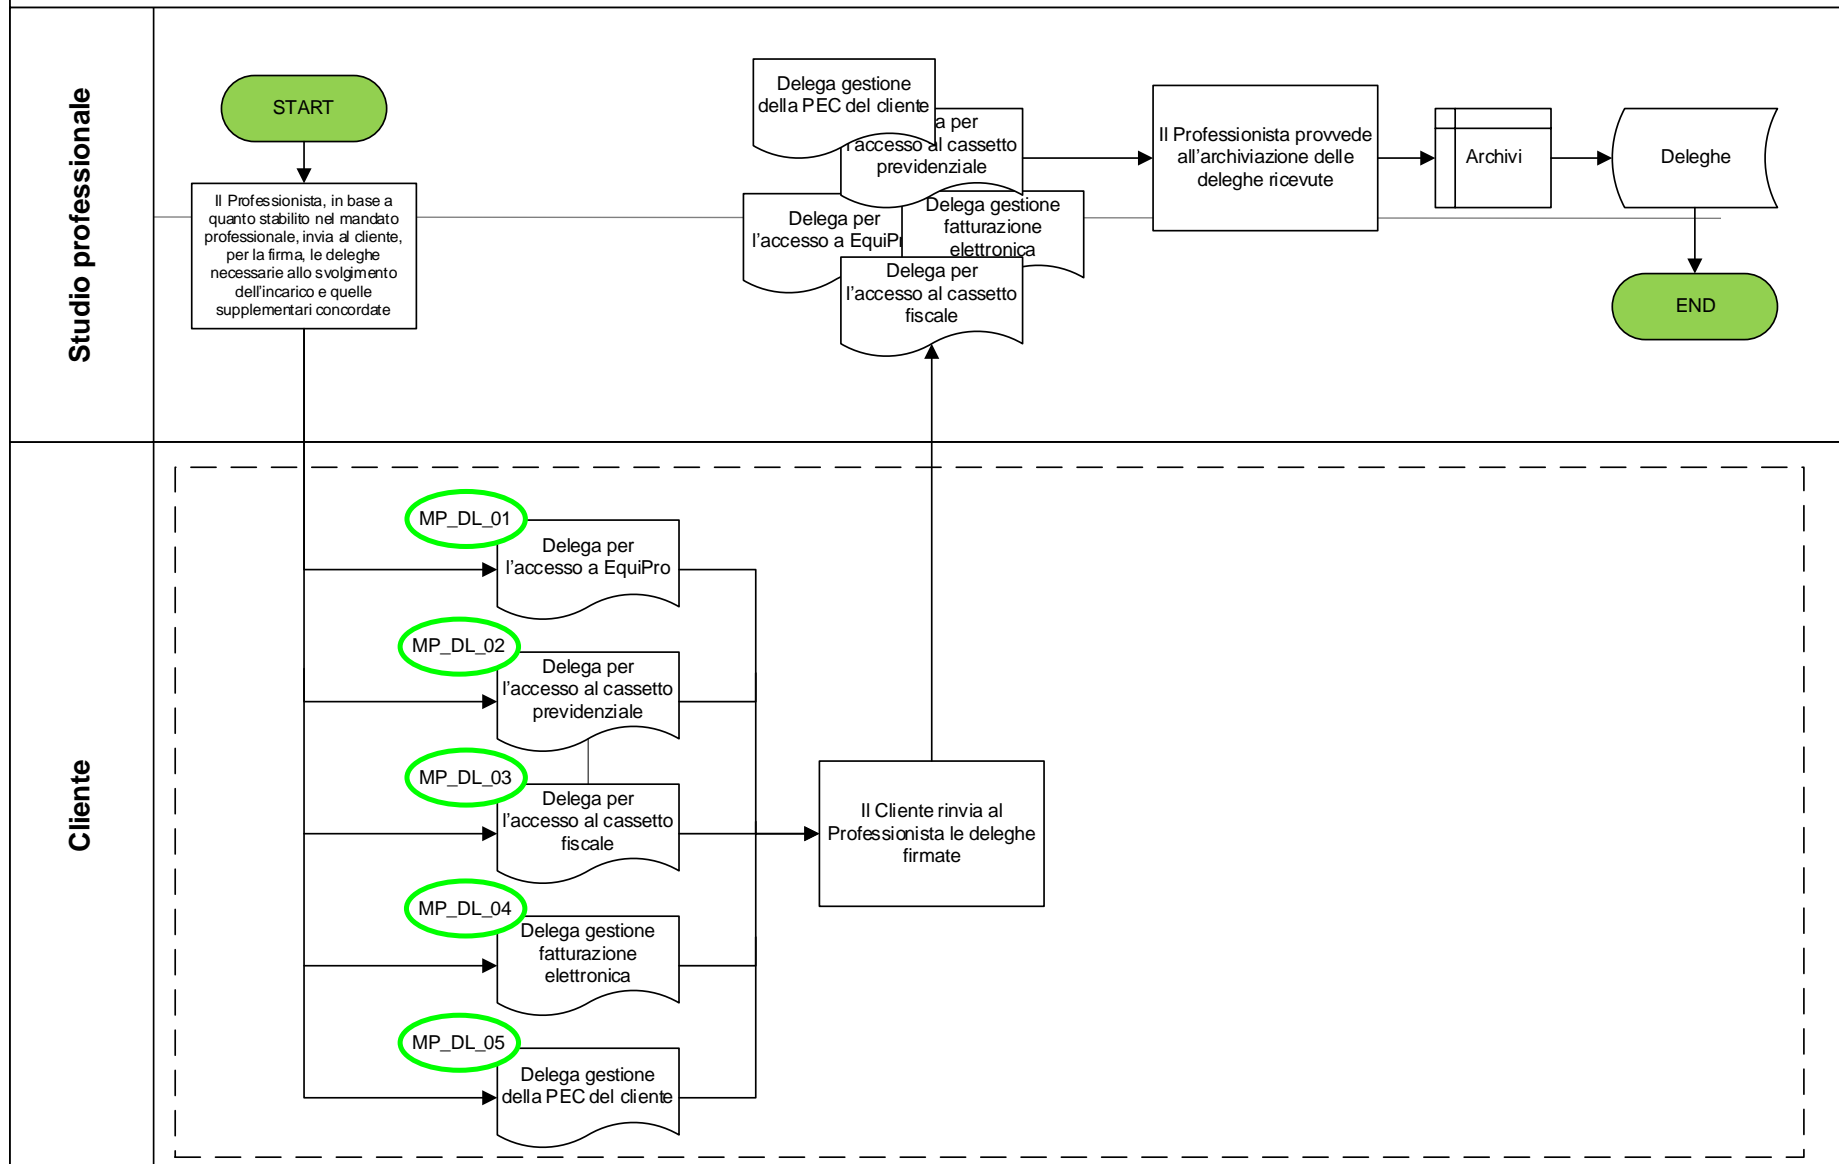 Studio professionale
START
Il Professionista, in base a
quanto stabilito nel mandato
professionale, invia al cliente,
per la firma, le deleghe
necessarie allo svolgimento
dell'incarico e quelle
supplementari concordate
Delega gestione
della PEC del cliente
a per
l'accesso al cassetto
previdenziale
Delega per
l'accesso a EquiPr
Delega gestione
fatturazione
elettronica
Delega per
l'accesso al cassetto
fiscale
Il Professionista provvede
all'archiviazione delle
deleghe ricevute
Archivi
Deleghe
END
Cliente
MP_DL_01
Delega per
l'accesso a EquiPro
MP_DL_02
Delega per
l'accesso al cassetto
previdenziale
MP_DL_03
Delega per
l'accesso al cassetto
fiscale
MP_DL_04
Delega gestione
fatturazione
elettronica
MP_DL_05
Delega gestione
della PEC del cliente
Il Cliente rinvia al
Professionista le deleghe
firmate